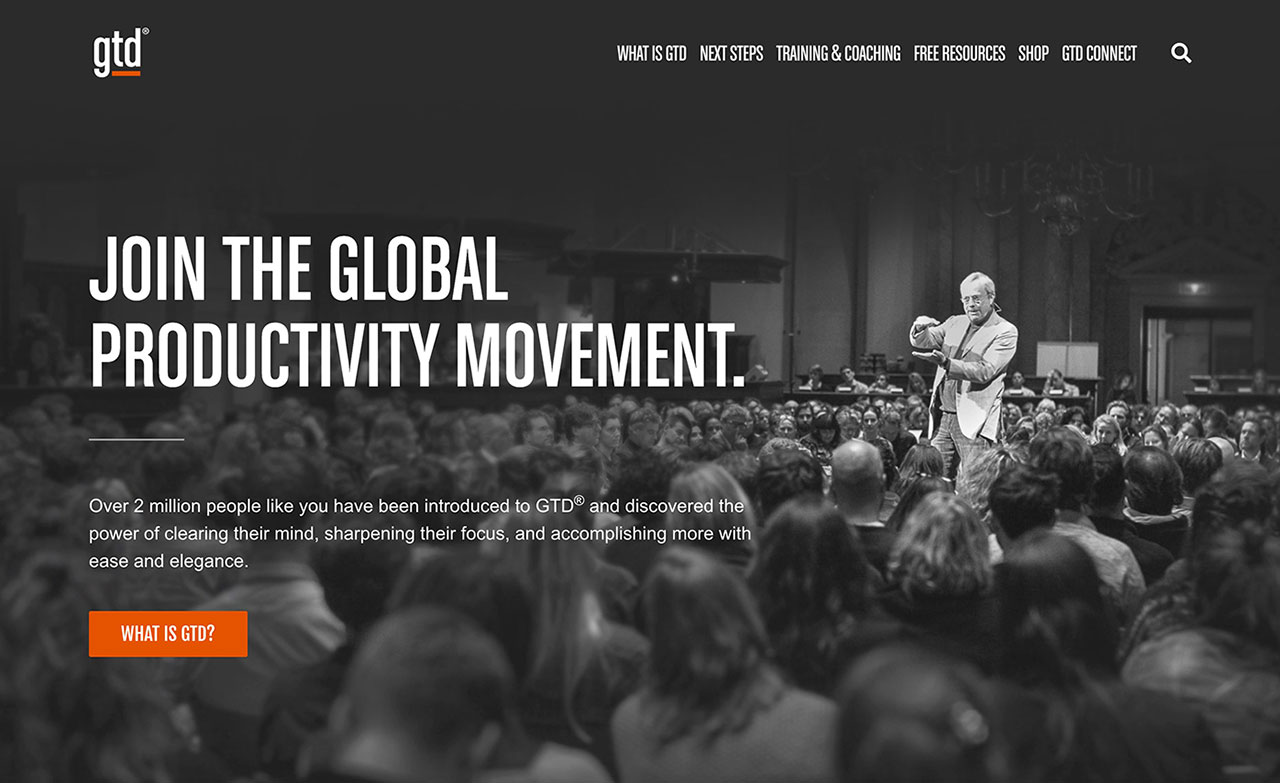 gtd®
WHAT IS GTD NEXT STEPS TRAINING & COACHING FREE RESOURCES SHOP GTD CONNECT
JOIN THE GLOBAL
PRODUCTIVITY MOVEMENT.
Over 2 million people like you have been introduced to GTD® and discovered the
power of clearing their mind, sharpening their focus, and accomplishing more with
ease and elegance.
WHAT IS GTD?